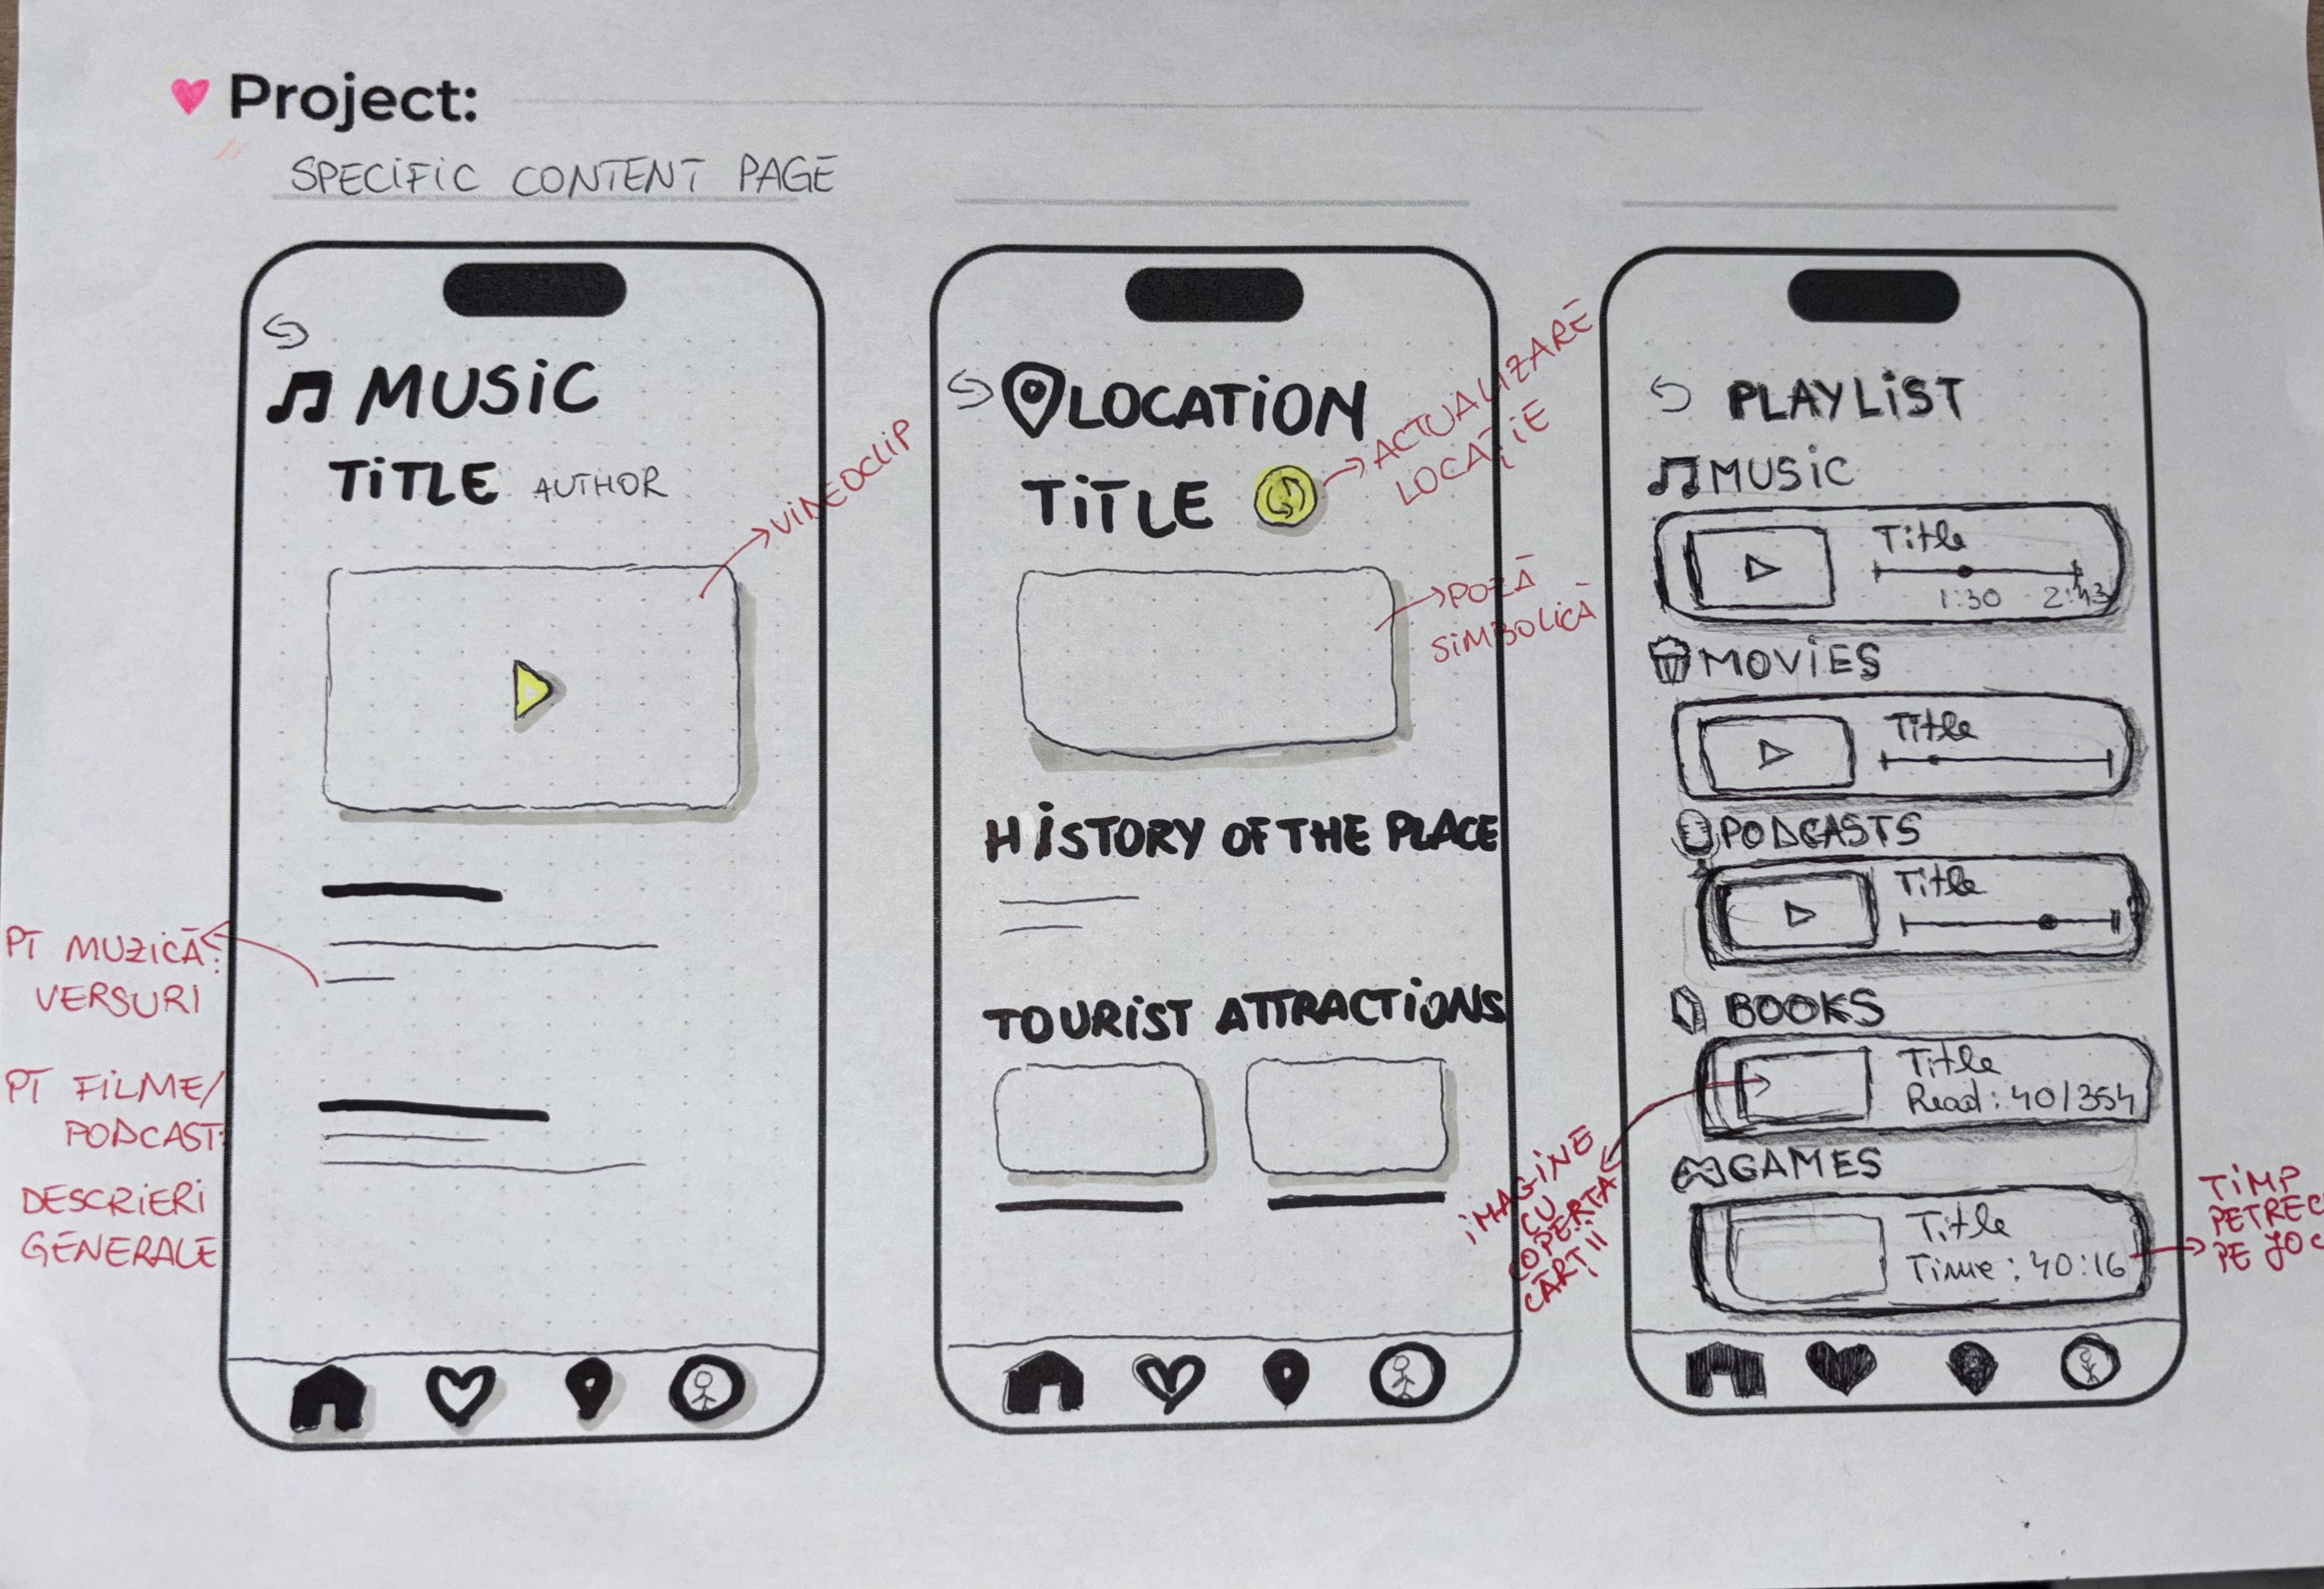 Project:
SPECIFIC CONTENT PAGE
MUSIC
TITLE AUTHOR
VIDEOCLIP
PT MUZICĂ:
VERSURI
PT FILME/
PODCAST:
DESCRIERI
GENERALE
LOCATION
TITLE
ACTUALIZARE
LOCAȚIE
POZĂ
SIMBOLICĂ
HISTORY OF THE PLACE
TOURIST ATTRACTIONS
PLAYLIST
MUSIC
Title
1:30 2:43
MOVIES
Title
PODCASTS
Title
BOOKS
Title
Read: 40/354
IMAGINE
CU
COPERTA
CĂRȚII
GAMES
Title
Time: 40:16
TIMP
PETREC
PE JOC